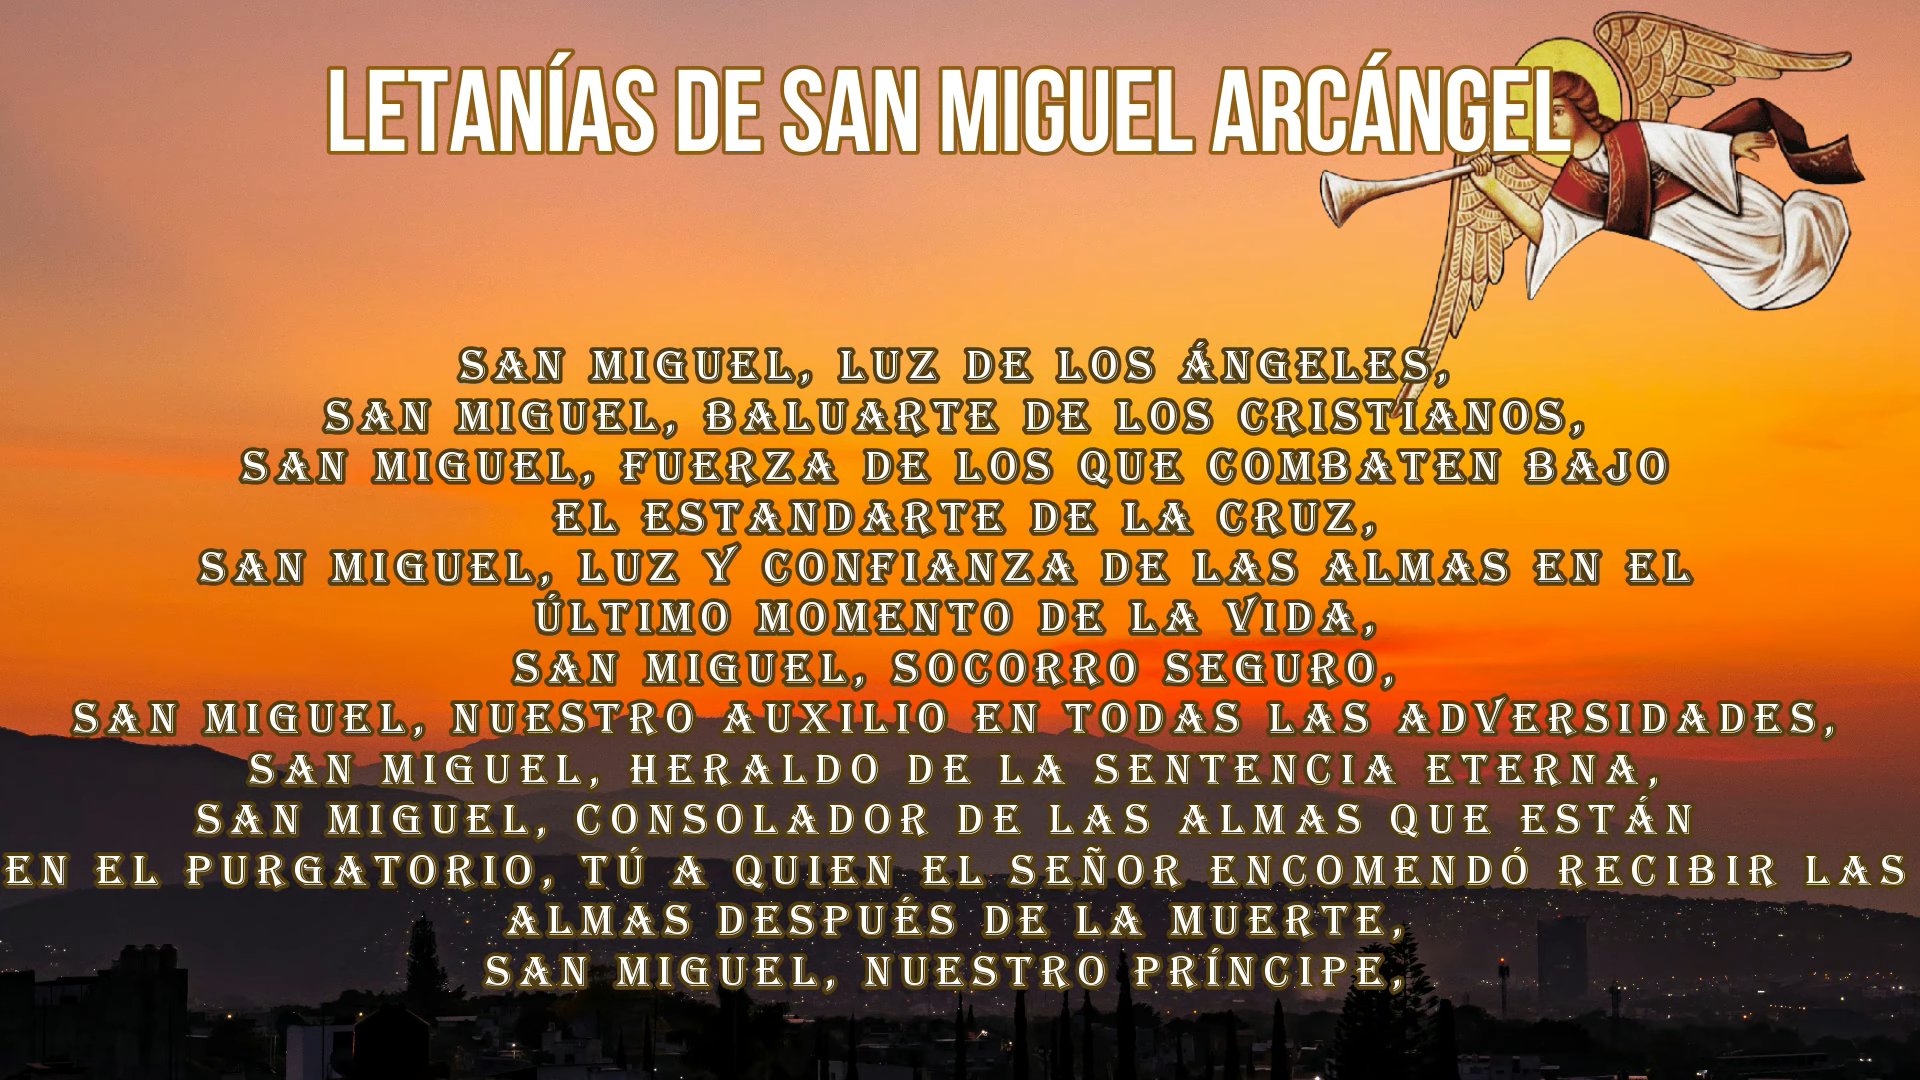 LETANÍAS DE SAN MIGUEL ARCÁNGEL
SAN MIGUEL, LUZ DE LOS ÁNGELES,
SAN MIGUEL, BALUARTE DE LOS CRISTIANOS,
SAN MIGUEL, FUERZA DE LOS QUE COMBATEN BAJO
EL ESTANDARTE DE LA CRUZ,
SAN MIGUEL, LUZ Y CONFIANZA DE LAS ALMAS EN EL
ÚLTIMO MOMENTO DE LA VIDA,
SAN MIGUEL, SOCORRO SEGURO,
SAN MIGUEL, NUESTRO AUXILIO EN TODAS LAS ADVERSIDADES,
SAN MIGUEL, HERALDO DE LA SENTENCIA ETERNA,
SAN MIGUEL, CONSOLADOR DE LAS ALMAS QUE ESTÁN
EN EL PURGATORIO, TÚ A QUIEN EL SEÑOR ENCOMENDÓ RECIBIR LAS
ALMAS DESPUÉS DE LA MUERTE,
SAN MIGUEL, NUESTRO PRÍNCIPE,